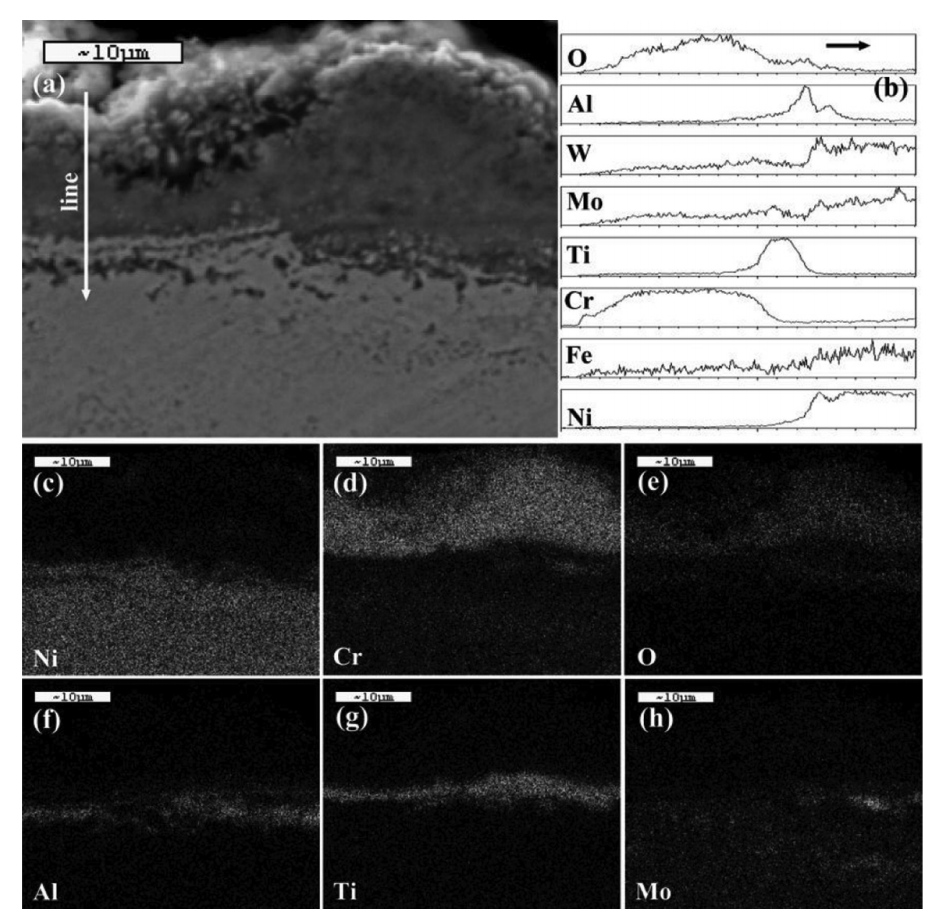 ~10µm
(a)
line
O
(b)
Al
W
Mo
Ti
Cr
Fe
Ni
~10µm
(c)
Ni
~10µm
(d)
Cr
~10µm
(e)
O
~10µm
(f)
Al
~10µm
(g)
Ti
~10µm
(h)
Mo